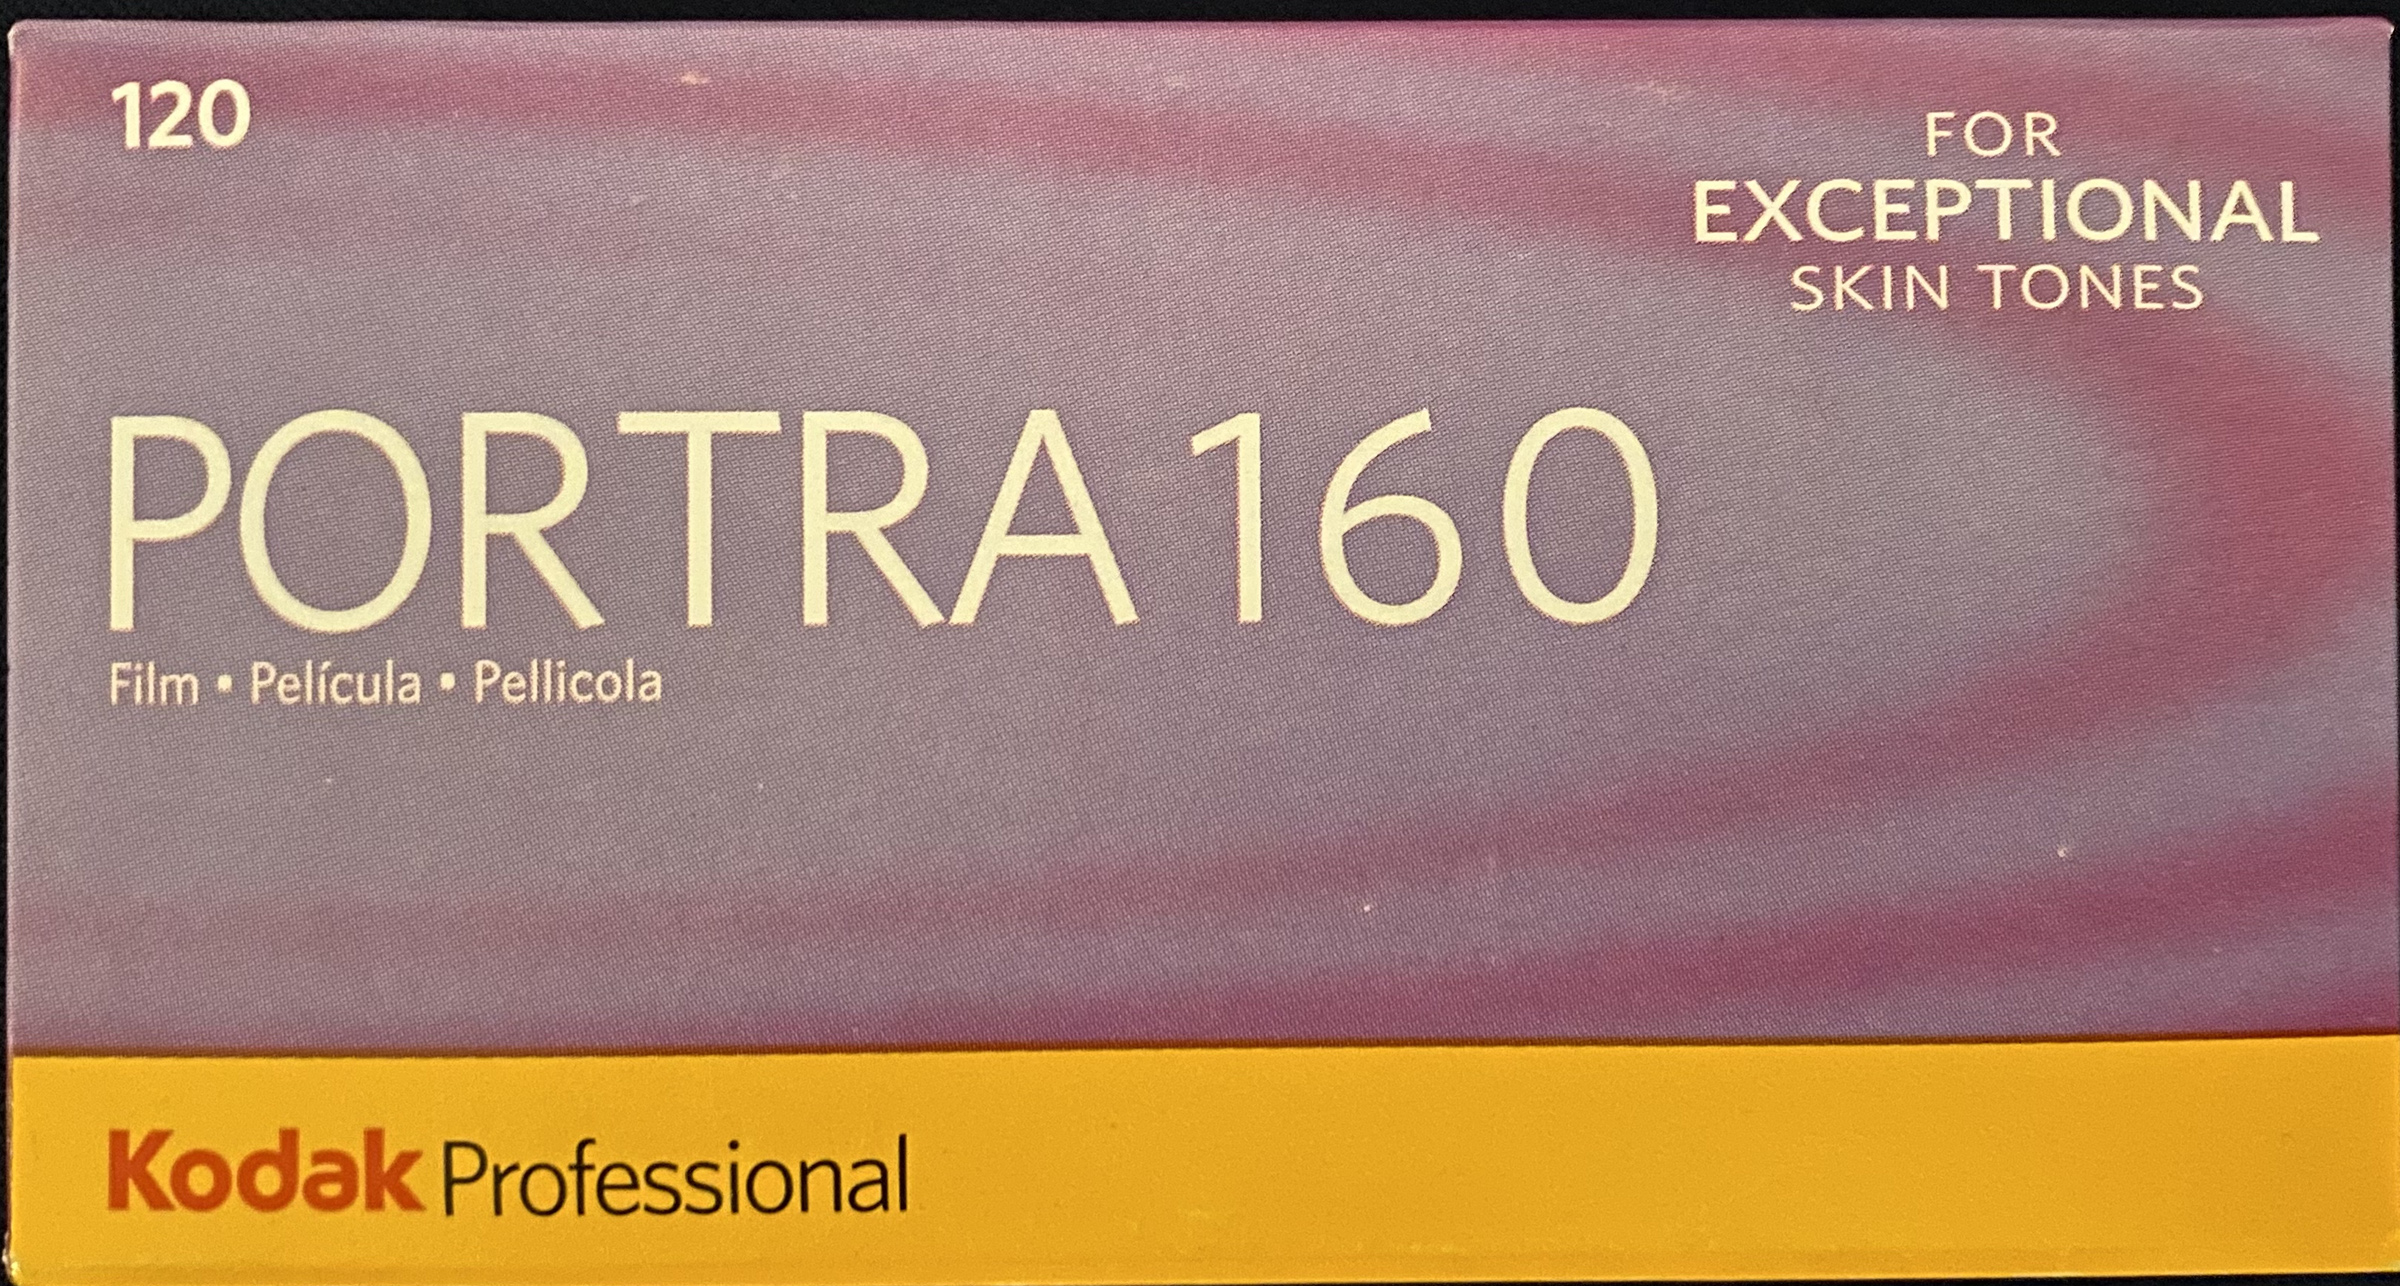 120
FOR
EXCEPTIONAL
SKIN TONES
PORTRA 160
Film • Película • Pellicola
Kodak Professional